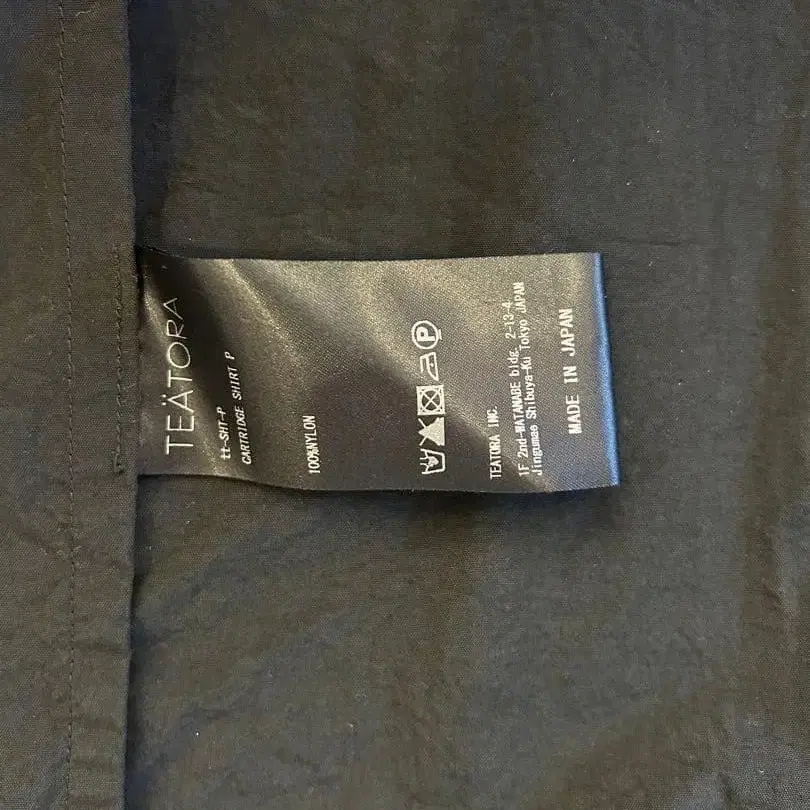 TEÄTORA
tt-SHT-P
CARTRIDGE SHIRT P
100%NYLON
P
TEATORA INC.
1F 2nd-WATANABE bldg. 2-13-4
Jingumae Shibuya-Ku Tokyo JAPAN
MADE IN JAPAN